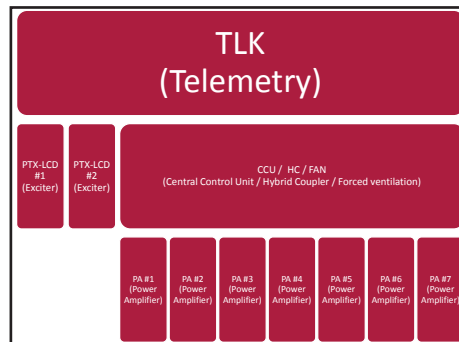 TLK
(Telemetry)
PTX-LCD
#1
(Exciter)
PTX-LCD
#2
(Exciter)
CCU / HC / FAN
(Central Control Unit / Hybrid Coupler / Forced ventilation)
PA #1
(Power
Amplifier)
PA #2
(Power
Amplifier)
PA #3
(Power
Amplifier)
PA #4
(Power
Amplifier)
PA #5
(Power
Amplifier)
PA #6
(Power
Amplifier)
PA #7
(Power
Amplifier)